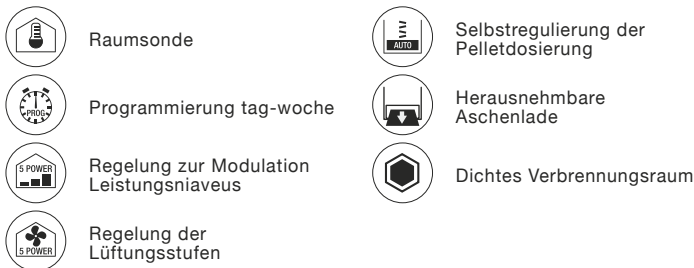 Raumsonde
PROG.
Programmierung tag-woche
5 POWER
Regelung zur Modulation
Leistungsniaveus
5 POWER
Regelung der
Lüftungsstufen
AUTO
Selbstregulierung der
Pelletdosierung
Herausnehmbare
Aschenlade
Dichtes Verbrennungsraum